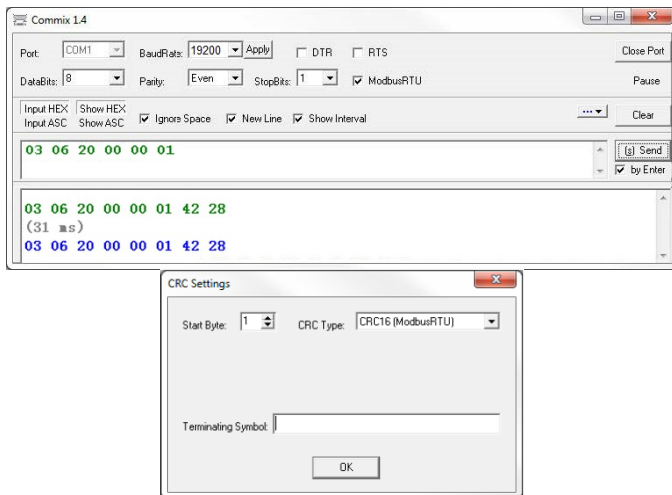 Commix 1.4
Port: COM1 BaudRate: 19200 Apply DTR RTS Close Port
DataBits: 8 Parity: Even StopBits: 1 ModbusRTU Pause
Input HEX Show HEX
Input ASC Show ASC Ignore Space New Line Show Interval ... Clear
03 06 20 00 00 01 (s) Send
by Enter
03 06 20 00 00 01 42 28
(31 ms)
03 06 20 00 00 01 42 28
CRC Settings
Start Byte: 1 CRC Type: CRC16 (ModbusRTU)
Terminating Symbol:
OK